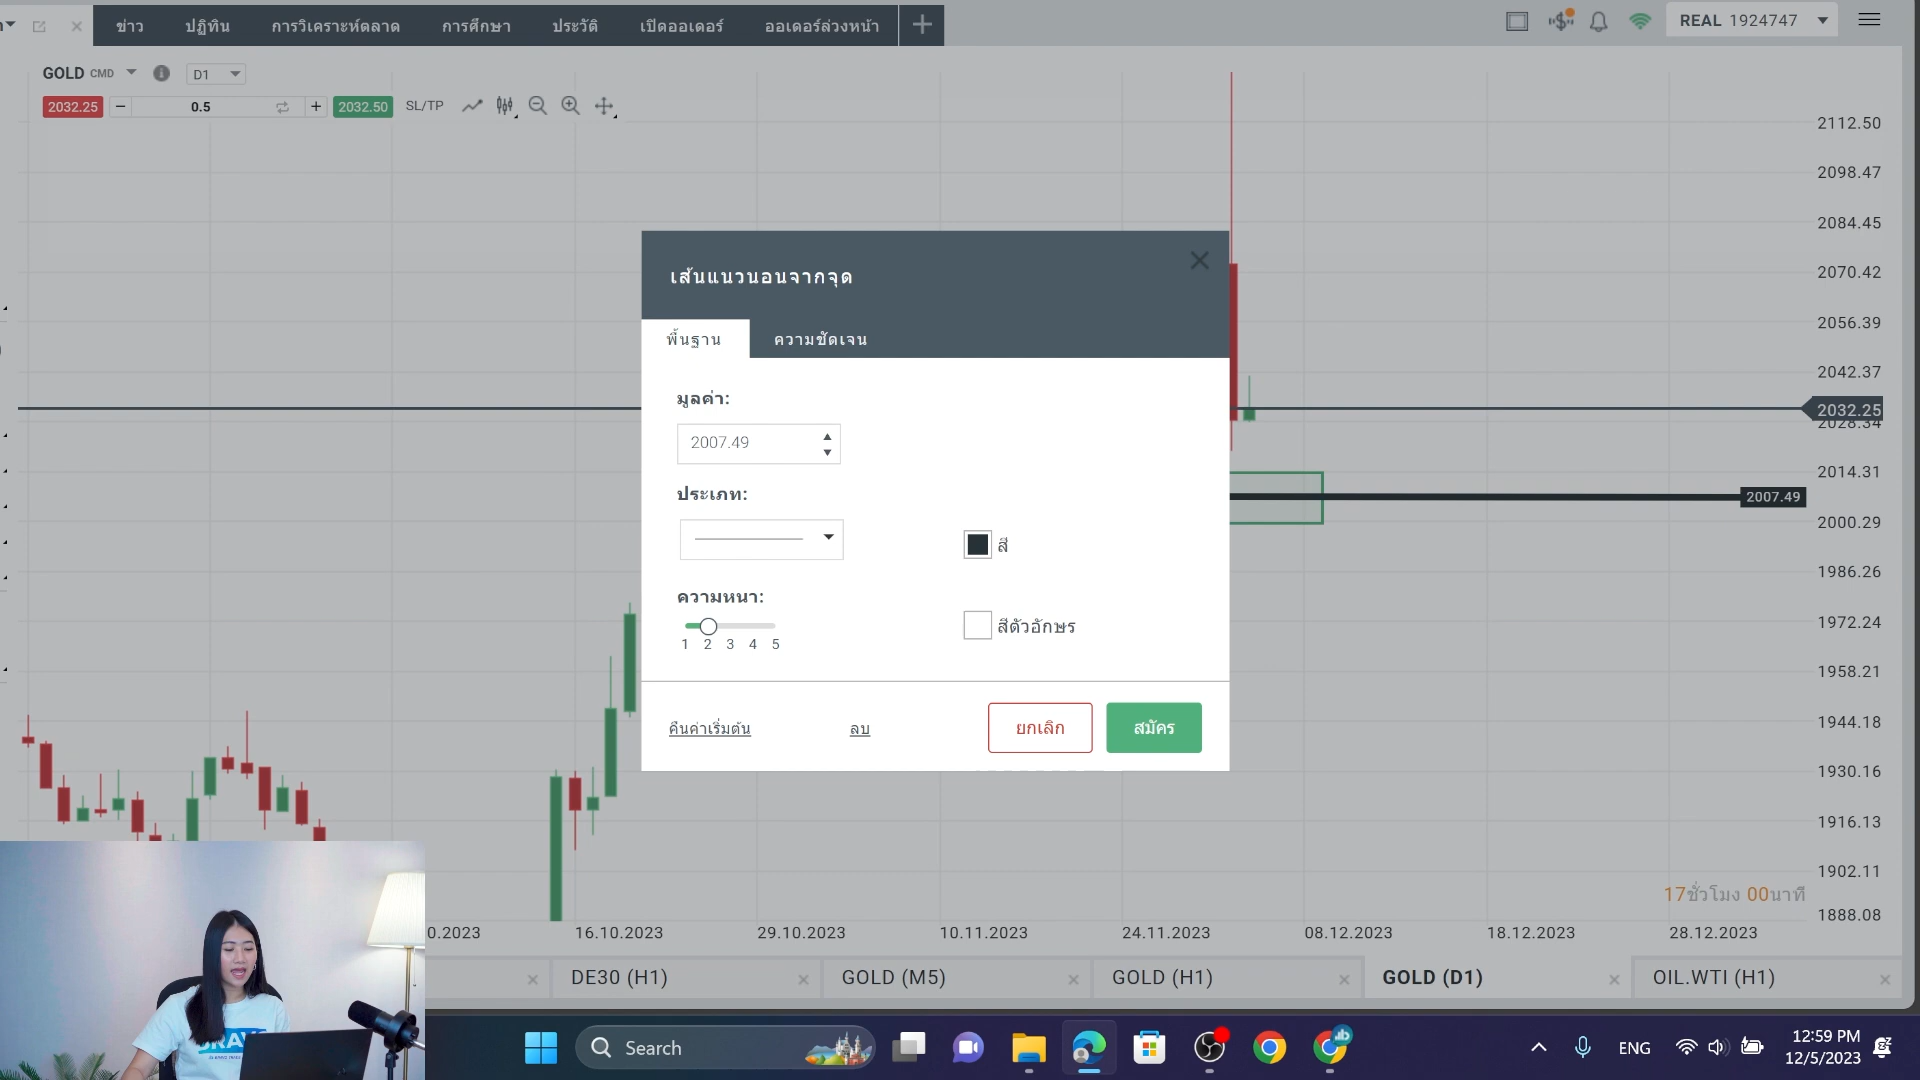 ข่าว ปฏิทิน การวิเคราะห์ตลาด การศึกษา ประวัติ เปิดออเดอร์ ออเดอร์ล่วงหน้า
REAL 1924747
GOLD CMD D1
2032.25 0.5 2032.50 SL/TP
2112.50
2098.47
2084.45
2070.42
2056.39
2042.37
2032.25
2028.34
2014.31
2007.49
2000.29
1986.26
1972.24
1958.21
1944.18
1930.16
1916.13
1902.11
1888.08
เส้นแนวนอนจากจุด
พื้นฐาน ความชัดเจน
มูลค่า:
2007.49
ประเภท:
สี
ความหนา:
1 2 3 4 5
สีตัวอักษร
คืนค่าเริ่มต้น ลบ ยกเลิก สมัคร
17ชั่วโมง 00นาที
0.2023 16.10.2023 29.10.2023 10.11.2023 24.11.2023 08.12.2023 18.12.2023 28.12.2023
DE30 (H1) GOLD (M5) GOLD (H1) GOLD (D1) OIL.WTI (H1)
Search
ENG
12:59 PM
12/5/2023